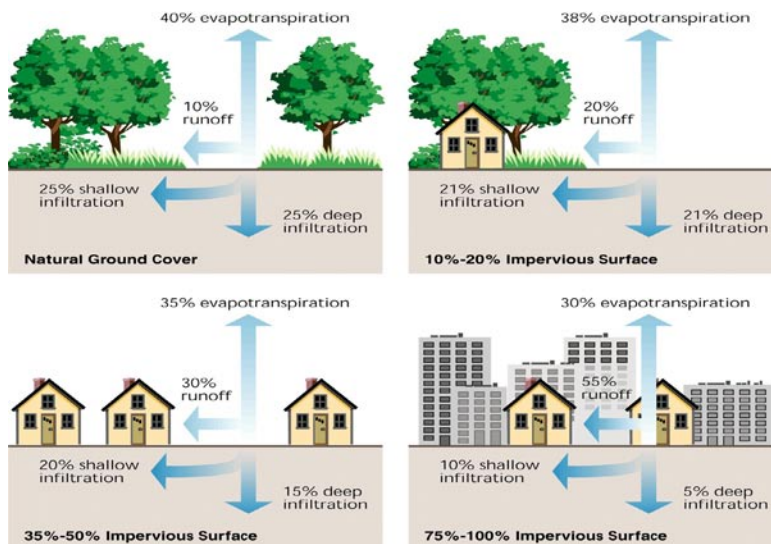 40% evapotranspiration
10%
runoff
25% shallow
infiltration
25% deep
infiltration
Natural Ground Cover
38% evapotranspiration
20%
runoff
21% shallow
infiltration
21% deep
infiltration
10%-20% Impervious Surface
35% evapotranspiration
30%
runoff
20% shallow
infiltration
15% deep
infiltration
35%-50% Impervious Surface
30% evapotranspiration
55%
runoff
10% shallow
infiltration
5% deep
infiltration
75%-100% Impervious Surface